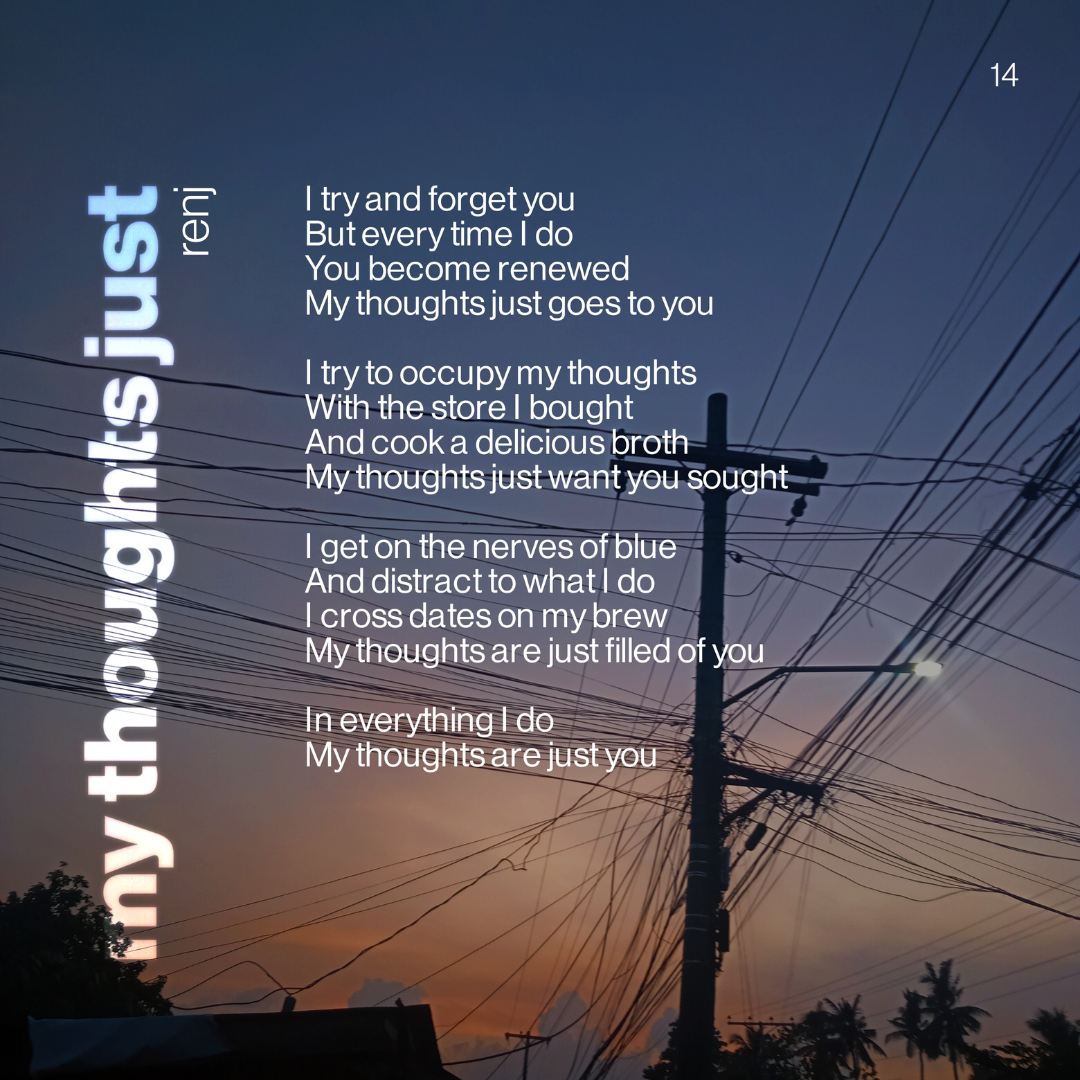 14
my thoughts just
renj
I try and forget you
But every time I do
You become renewed
My thoughts just goes to you
I try to occupy my thoughts
With the store I bought
And cook a delicious broth
My thoughts just want you sought
I get on the nerves of blue
And distract to what I do
I cross dates on my brew
My thoughts are just filled of you
In everything I do
My thoughts are just you